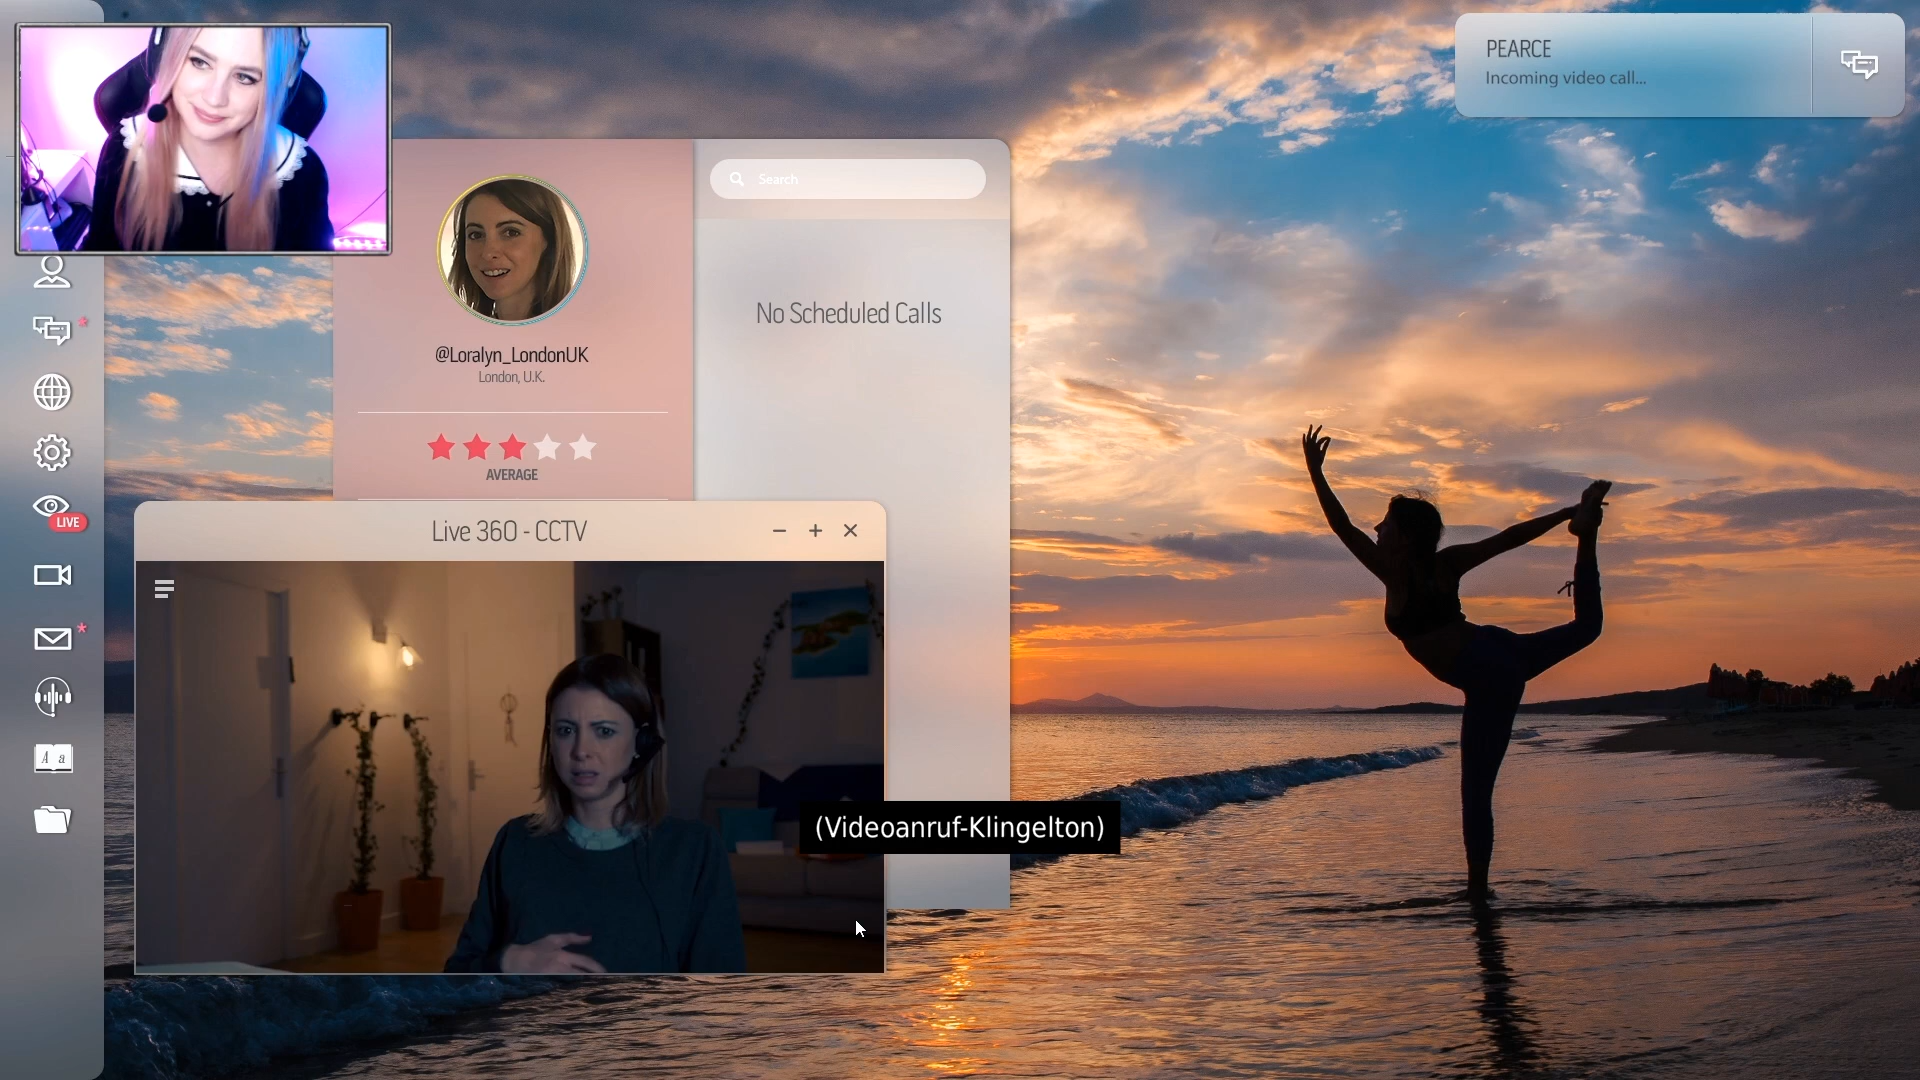 PEARCE
Incoming video call...
Search
No Scheduled Calls
@Loralyn_LondonUK
London, U.K.
AVERAGE
LIVE
Live 360 - CCTV
A a
(Videoanruf-Klingelton)